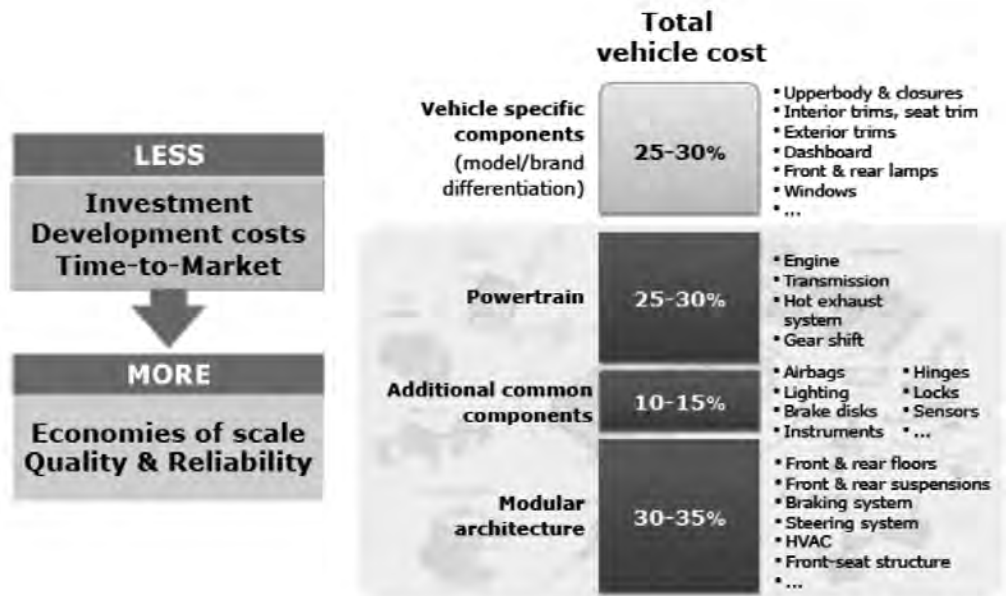 LESS
Investment
Development costs
Time-to-Market
MORE
Economies of scale
Quality & Reliability
Total
vehicle cost
Vehicle specific
components
(model/brand
differentiation)
25-30%
• Upperbody & closures
• Interior trims, seat trim
• Exterior trims
• Dashboard
• Front & rear lamps
• Windows
• ...
Powertrain
25-30%
• Engine
• Transmission
• Hot exhaust
system
• Gear shift
Additional common
components
10-15%
• Airbags
• Lighting
• Brake disks
• Instruments
• Hinges
• Locks
• Sensors
• ...
Modular
architecture
30-35%
• Front & rear floors
• Front & rear suspensions
• Braking system
• Steering system
• HVAC
• Front-seat structure
• ...